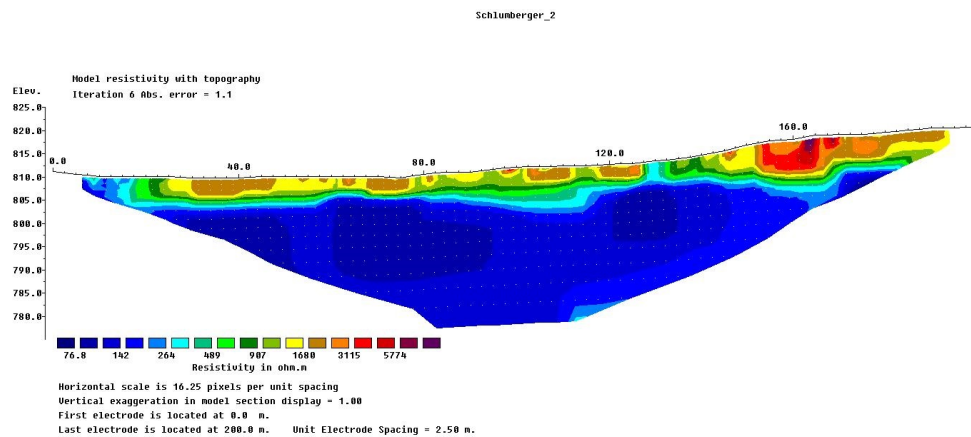 Schlumberger_2
Model resistivity with topography
Iteration 6 Abs. error = 1.1
Elev.
825.0
820.0
815.0
810.0
805.0
800.0
795.0
790.0
785.0
780.0
0.0 40.0 80.0 120.0 160.0
76.8 142 264 489 907 1680 3115 5774
Resistivity in ohm.m
Horizontal scale is 16.25 pixels per unit spacing
Vertical exaggeration in model section display = 1.00
First electrode is located at 0.0 m.
Last electrode is located at 200.0 m. Unit Electrode Spacing = 2.50 m.